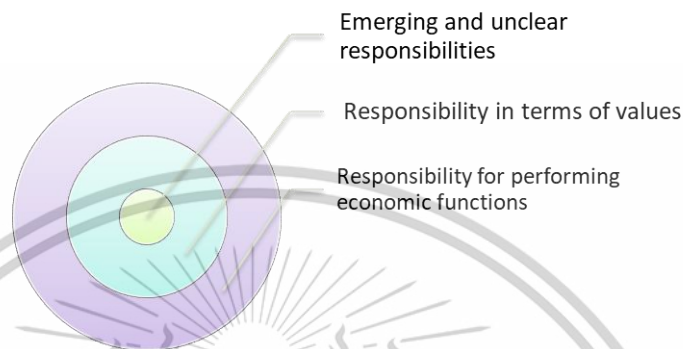 Emerging and unclear
responsibilities
Responsibility in terms of values
Responsibility for performing
economic functions